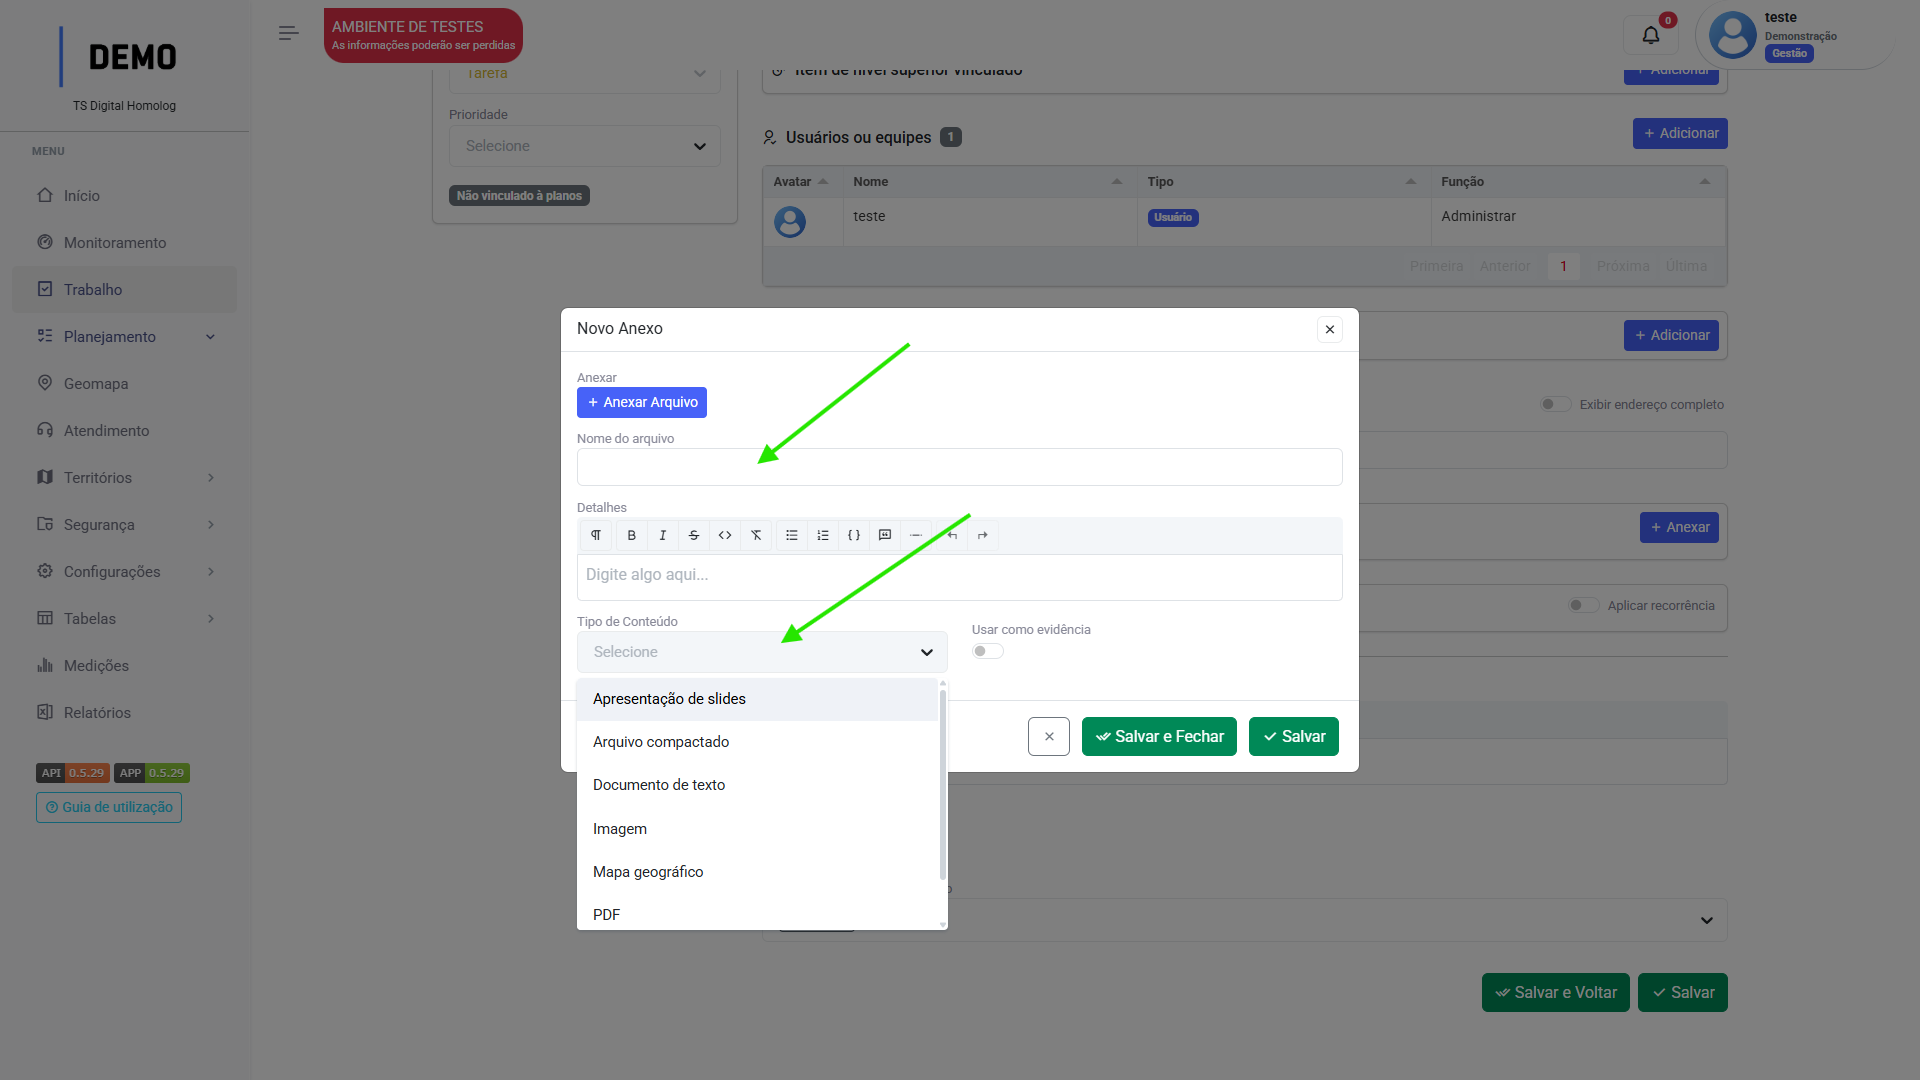 DEMO
TS Digital Homolog
MENU
Início
Monitoramento
Trabalho
Planejamento
Geomapa
Atendimento
Territórios
Segurança
Configurações
Tabelas
Medições
Relatórios
API 0.5.29 APP 0.5.29
Guia de utilização
AMBIENTE DE TESTES
As informações poderão ser perdidas
0
teste
Demonstração
Gestão
Tarefa
Prioridade
Selecione
Não vinculado à planos
Item de nível superior vinculado
+ Adicionar
Usuários ou equipes 1
+ Adicionar
Avatar Nome Tipo Função
teste Usuário Administrar
Primeira Anterior 1 Próxima Última
+ Adicionar
Exibir endereço completo
+ Anexar
Aplicar recorrência
Novo Anexo
Anexar
+ Anexar Arquivo
Nome do arquivo
Detalhes
Digite algo aqui...
Tipo de Conteúdo
Selecione
Usar como evidência
Apresentação de slides
Arquivo compactado
Documento de texto
Imagem
Mapa geográfico
PDF
Salvar e Fechar
Salvar
Salvar e Voltar
Salvar